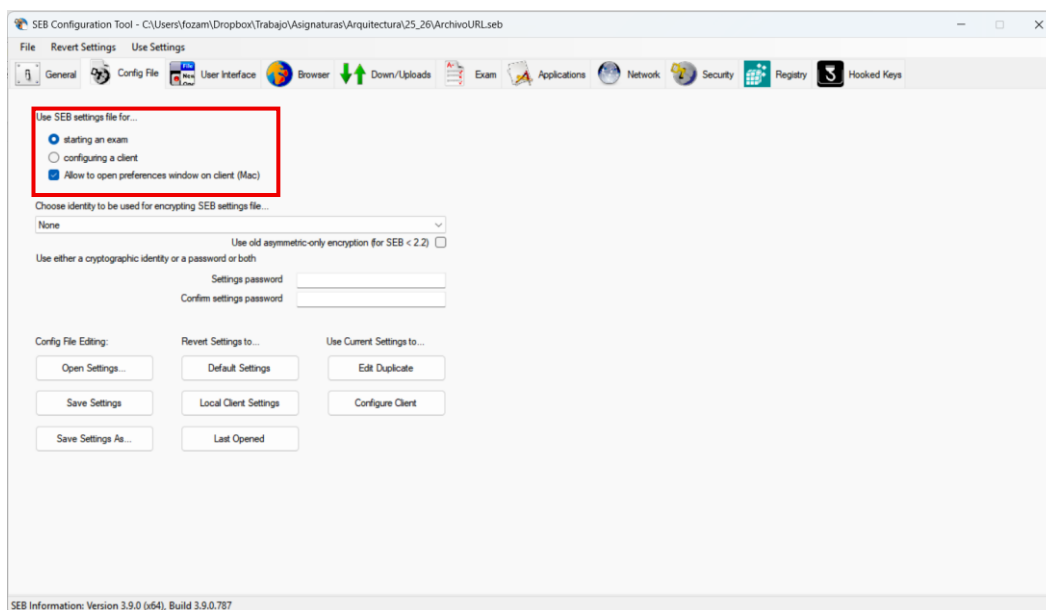 SEB Configuration Tool - C:\Users\fozam\Dropbox\Trabajo\Asignaturas\Arquitectura\25_26\ArchivoURL.seb
File Revert Settings Use Settings
General Config File User Interface Browser Down/Uploads Exam Applications Network Security Registry Hooked Keys
Use SEB settings file for...
starting an exam
configuring a client
Allow to open preferences window on client (Mac)
Choose identity to be used for encrypting SEB settings file...
None
Use old asymmetric-only encryption (for SEB < 2.2)
Use either a cryptographic identity or a password or both
Settings password
Confirm settings password
Config File Editing: Revert Settings to... Use Current Settings to...
Open Settings... Default Settings Edit Duplicate
Save Settings Local Client Settings Configure Client
Save Settings As... Last Opened
SEB Information: Version 3.9.0 (x64), Build 3.9.0.787